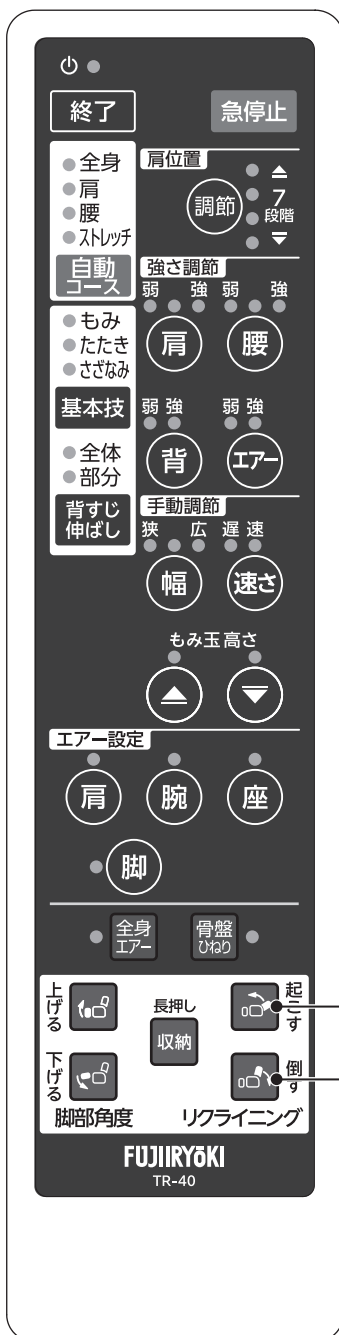 終了 急停止
全身
肩
腰
ストレッチ
自動
コース
肩位置
調節
7
段階
強さ調節
弱 強 弱 強
肩 腰
もみ
たたき
さざなみ
基本技
弱 強 弱 強
背 エアー
全体
部分
背すじ
伸ばし
手動調節
狭 広 遅 速
幅 速さ
もみ玉高さ
エアー設定
肩 腕 座
脚
全身
エアー
骨盤
ひねり
上げる
下げる
脚部角度
長押し
収納
起こす
倒す
リクライニング
FUJIIRYōKI
TR-40